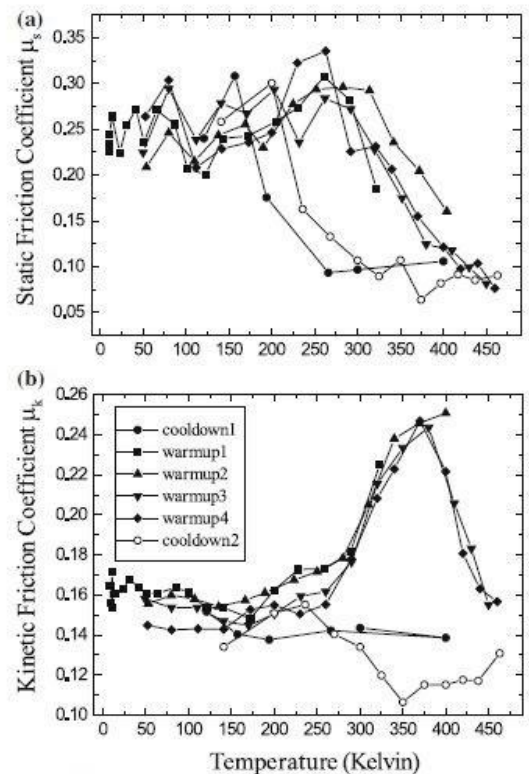 (a)
Static Friction Coefficient μs
0.35
0.30
0.25
0.20
0.15
0.10
0.05
0 50 100 150 200 250 300 350 400 450
(b)
Kinetic Friction Coefficient μk
0.26
0.24
0.22
0.20
0.18
0.16
0.14
0.12
0.10
cooldown1
warmup1
warmup2
warmup3
warmup4
cooldown2
0 50 100 150 200 250 300 350 400 450
Temperature (Kelvin)